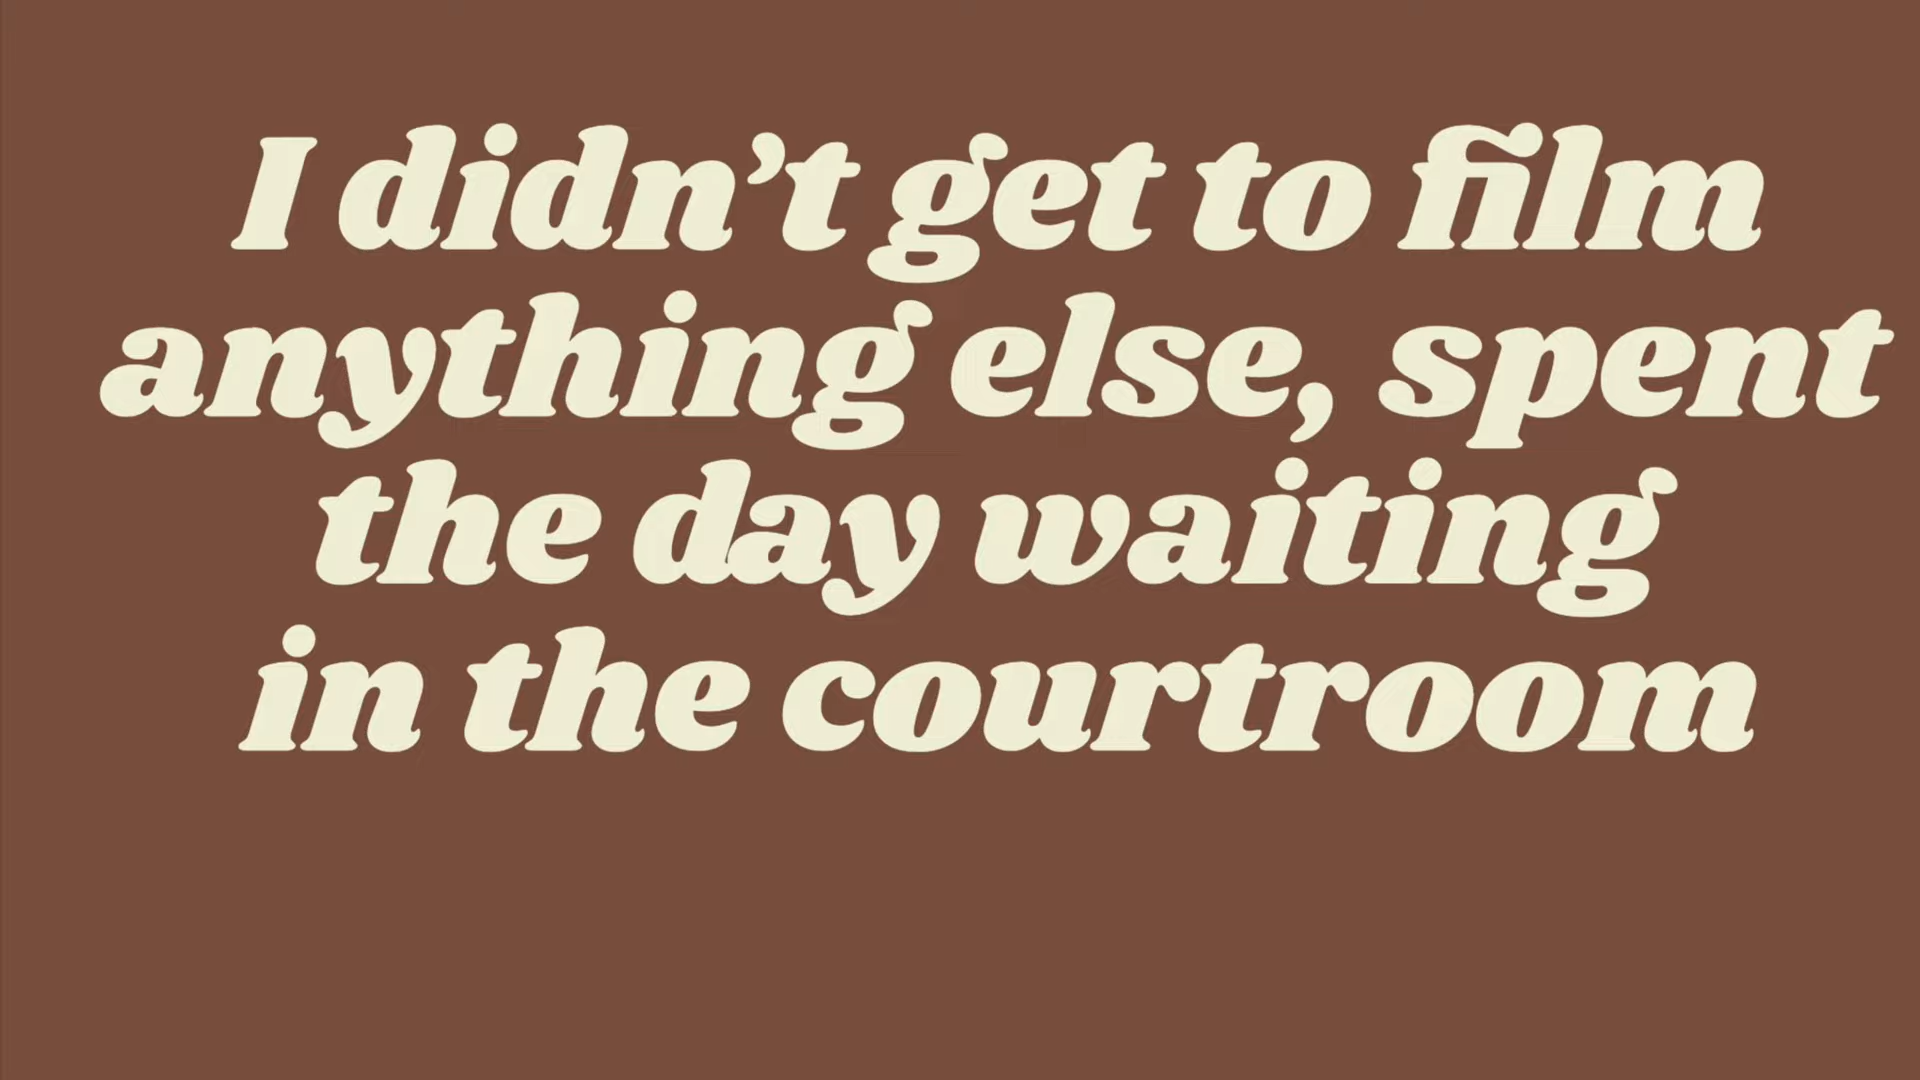 I didn’t get to film
anything else, spent
the day waiting
in the courtroom